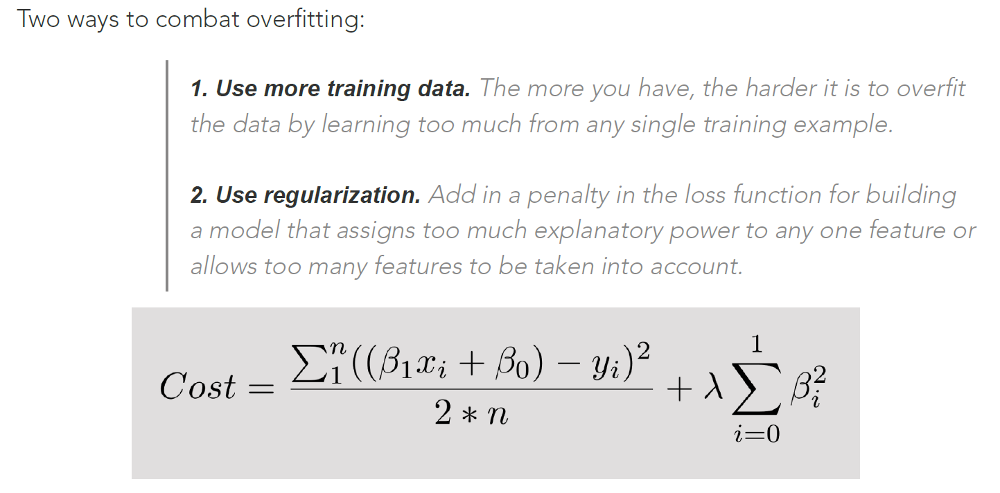 Two ways to combat overfitting:
1. Use more training data. The more you have, the harder it is to overfit
the data by learning too much from any single training example.
2. Use regularization. Add in a penalty in the loss function for building
a model that assigns too much explanatory power to any one feature or
allows too many features to be taken into account.
Cost = \frac{\sum_{1}^{n}((\beta_1 x_i + \beta_0) - y_i)^2}{2 * n} + \lambda \sum_{i=0}^{1} \beta_i^2